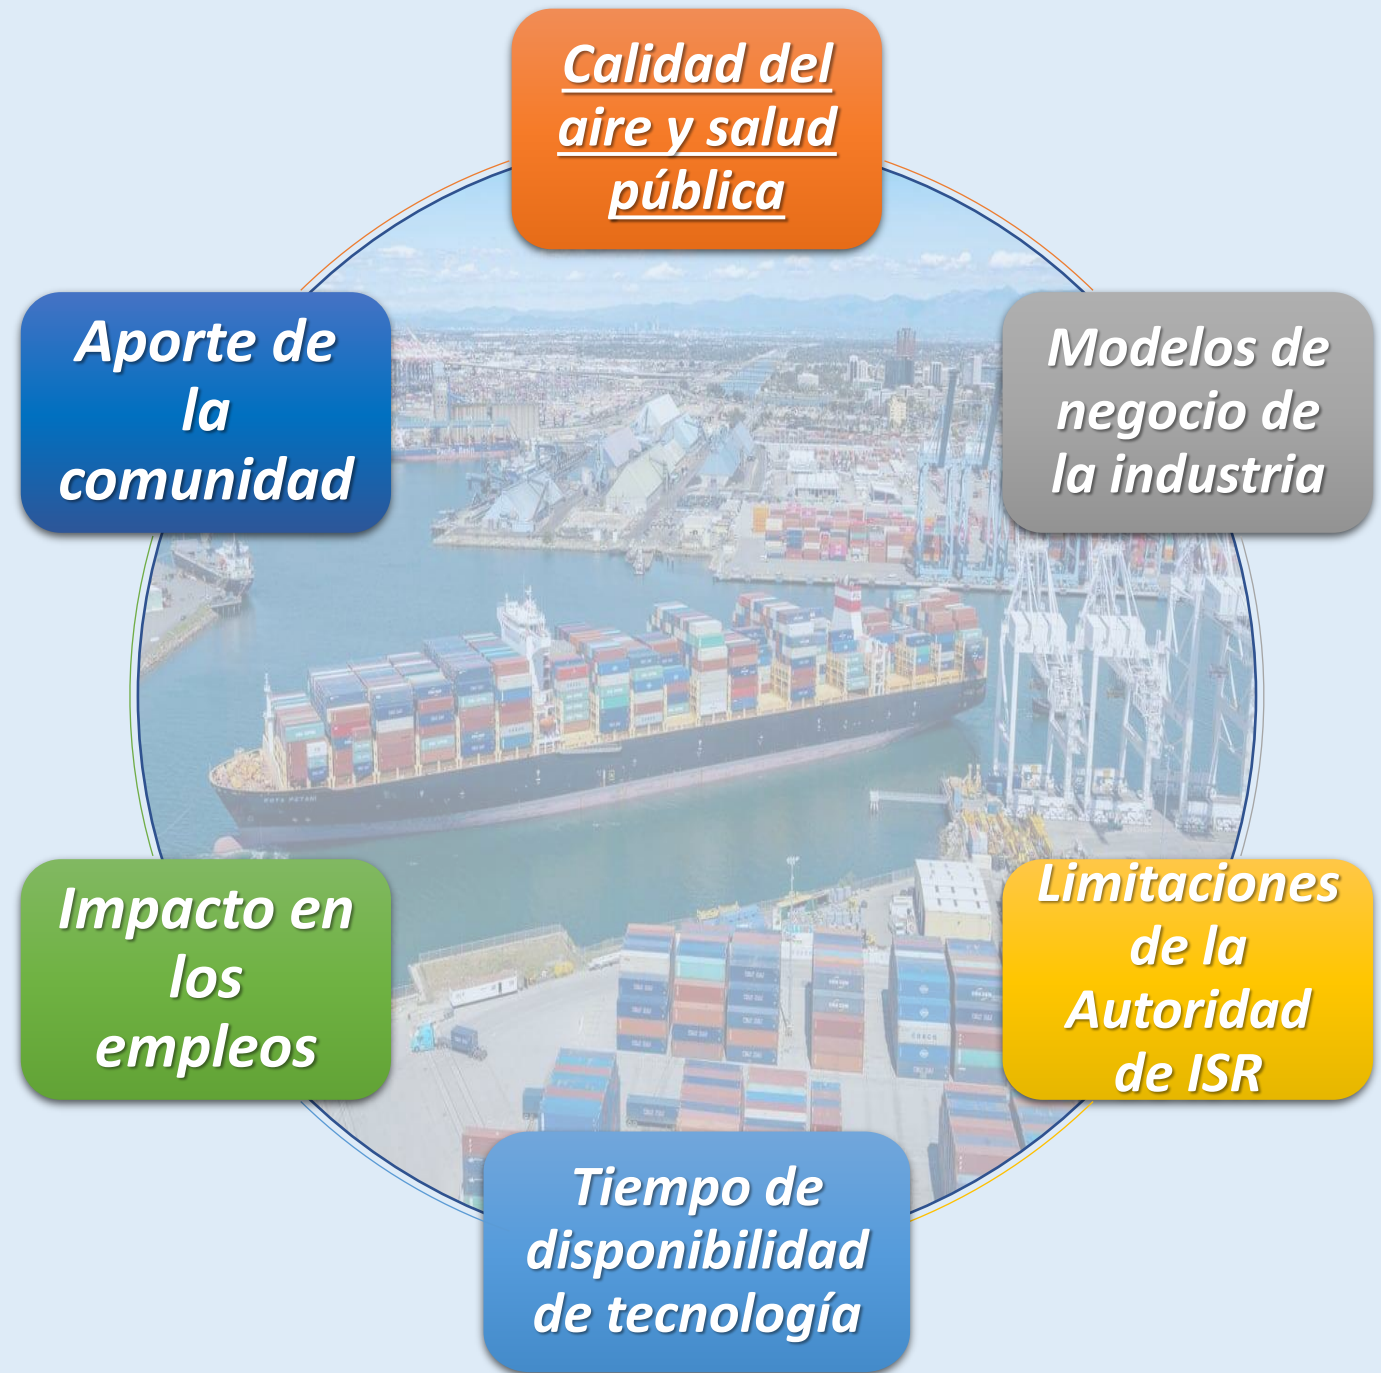 Calidad del
aire y salud
pública
Modelos de
negocio de
la industria
Limitaciones
de la
Autoridad
de ISR
Tiempo de
disponibilidad
de tecnología
Impacto en
los
empleos
Aporte de
la
comunidad